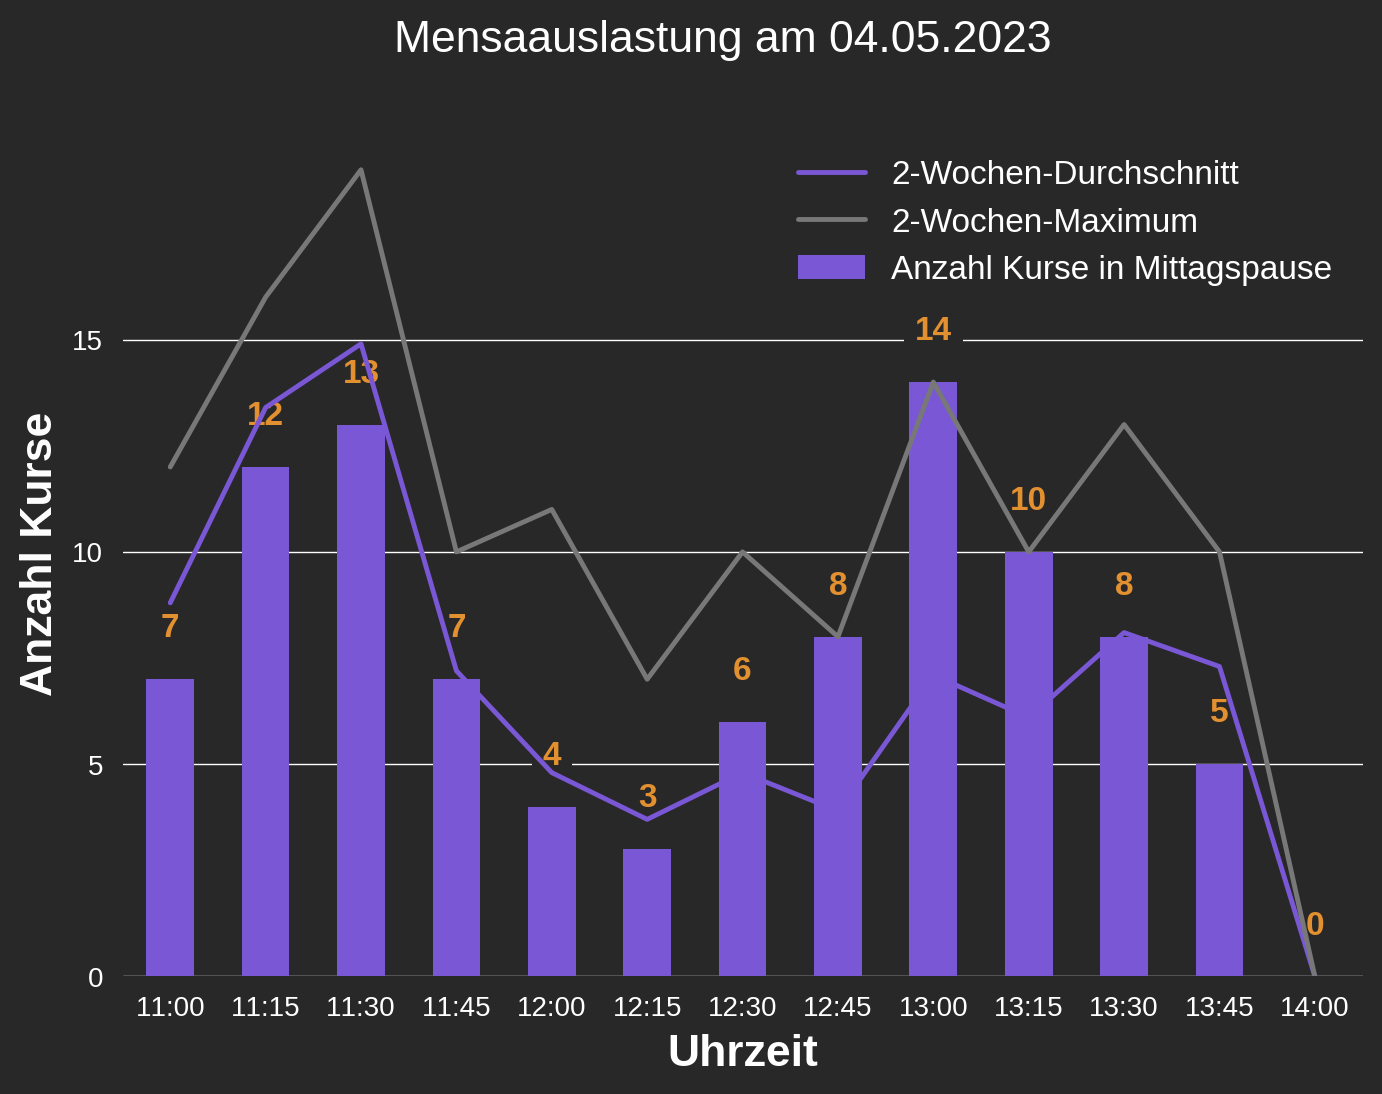 Mensaauslastung am 04.05.2023
2-Wochen-Durchschnitt
2-Wochen-Maximum
Anzahl Kurse in Mittagspause
Anzahl Kurse
15
10
5
0
7
12
13
7
4
3
6
8
14
10
8
5
0
11:00 11:15 11:30 11:45 12:00 12:15 12:30 12:45 13:00 13:15 13:30 13:45 14:00
Uhrzeit